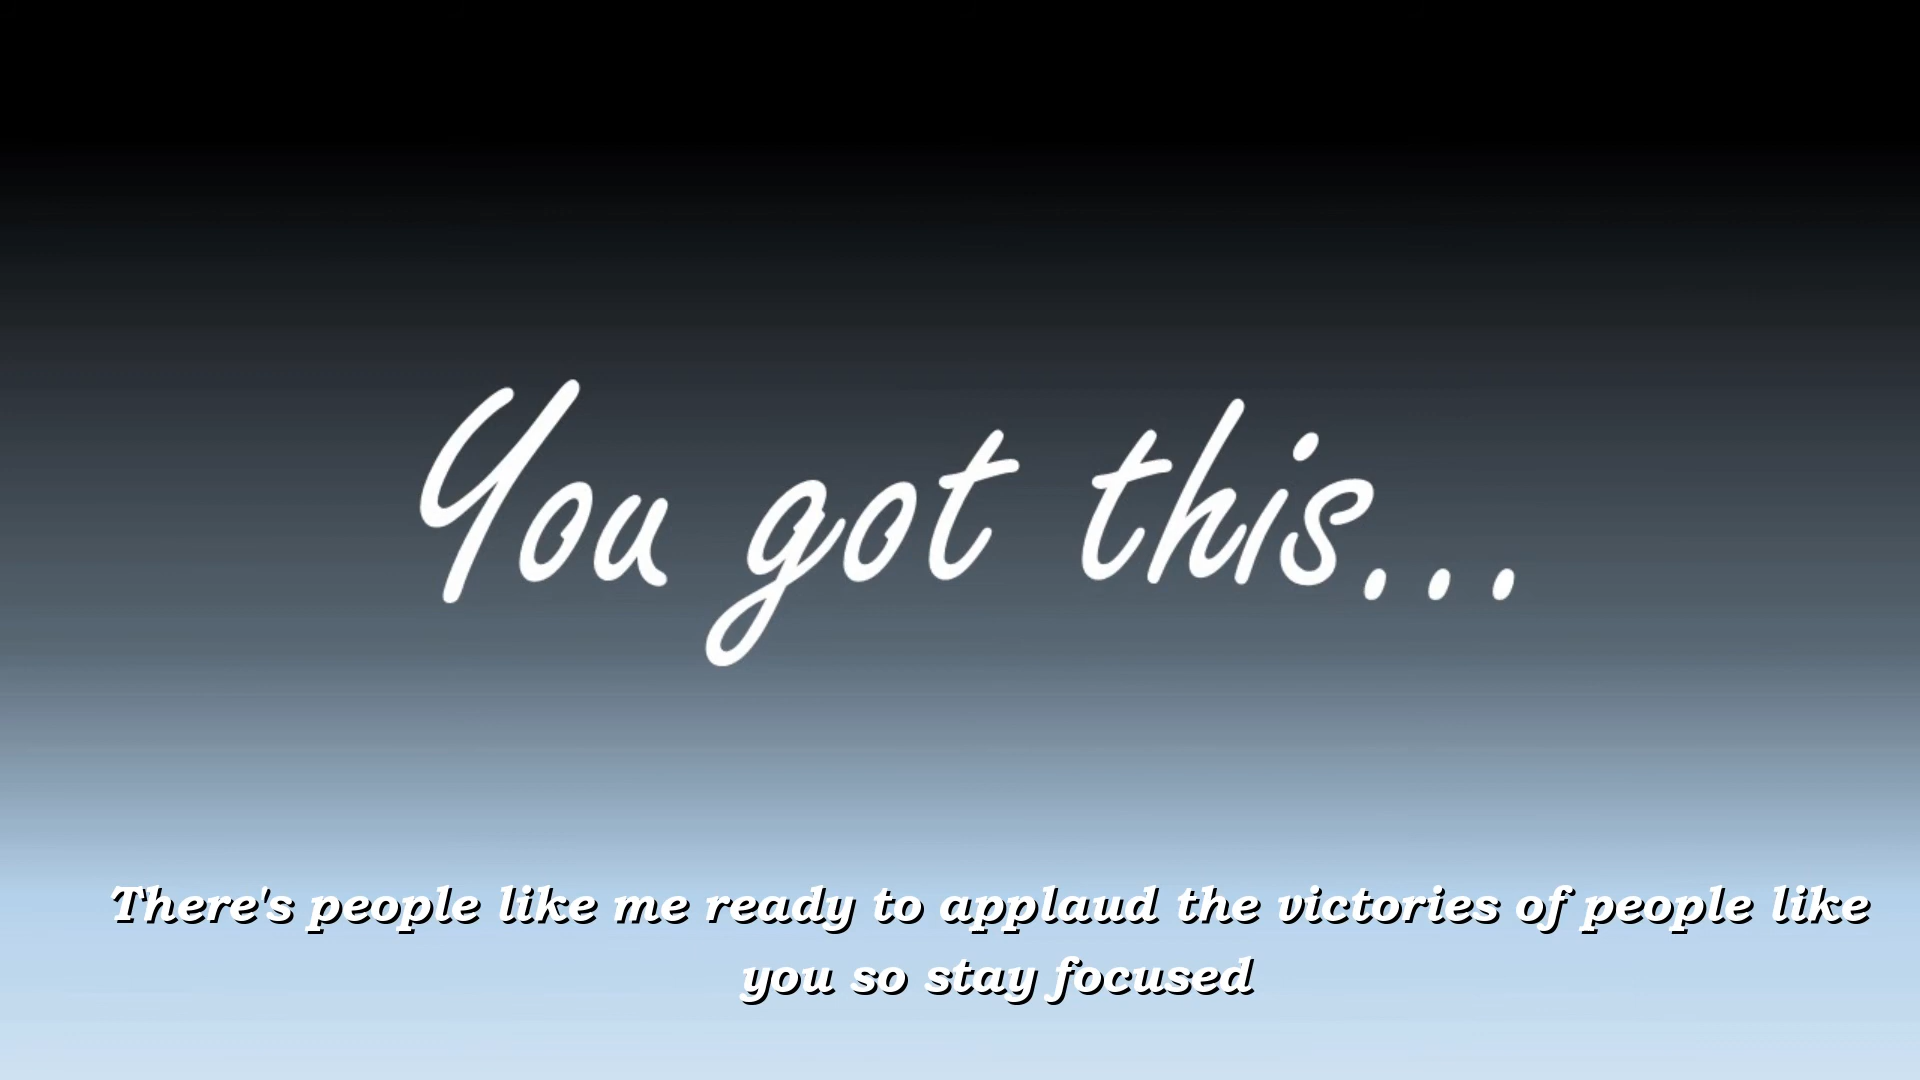 You got this...
There's people like me ready to applaud the victories of people like
you so stay focused